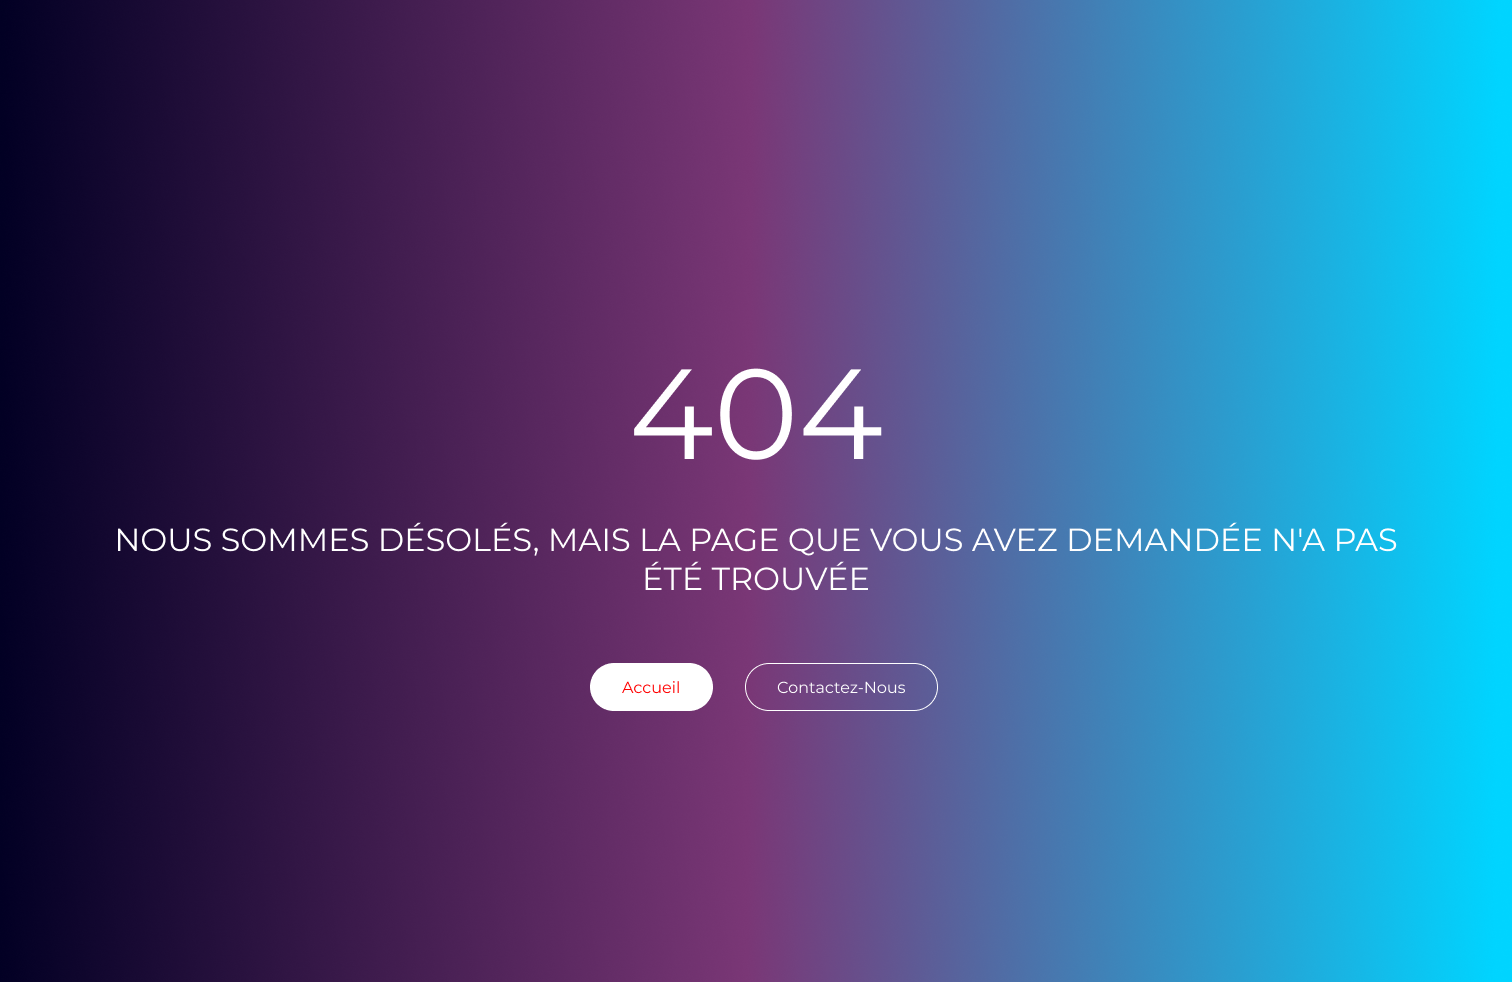 404
NOUS SOMMES DÉSOLÉS, MAIS LA PAGE QUE VOUS AVEZ DEMANDÉE N'A PAS
ÉTÉ TROUVÉE
Accueil
Contactez-Nous